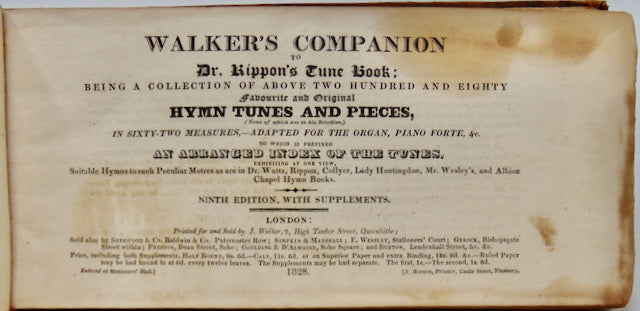 WALKER'S COMPANION
TO
Dr. Rippon's Tune Book;
BEING A COLLECTION OF ABOVE TWO HUNDRED AND EIGHTY
Favourite and Original
HYMN TUNES AND PIECES,
(None of which are in his Selection,)
IN SIXTY-TWO MEASURES,—ADAPTED FOR THE ORGAN, PIANO FORTE, &c.
TO WHICH IS PREFIXED
AN ARRANGED INDEX OF THE TUNES,
EXHIBITING AT ONE VIEW,
Suitable Hymns to such Peculiar Metres as are in Dr. Watts, Rippon, Collyer, Lady Huntingdon, Mr. Wesley's, and Albion
Chapel Hymn Books.
NINTH EDITION, WITH SUPPLEMENTS.
LONDON:
Printed for and Sold by J. Walker, 9, High Timber Street, Queenhithe;
Sold also by SHERWOOD & Co. Baldwin & Co. Paternoster Row; SIMPKIN & MARSHALL; F. WESTLEY, Stationers' Court; GEROCK, Bishopsgate
Street within; PRESTON, Dean Street, Soho; GOULDING & D'ALMAINE, Soho Square; and BUTTON, Leadenhall Street, &c. &c.
Price, including both Supplements, HALF BOUND, 9s. 6d.—CALF, 11s. 6d. or on Superior Paper and extra Binding, 13s. 6d. &c.—Ruled Paper
may be had bound in at 6d. every twelve leaves. The Supplements may be had separate. The first, 1s.—The second, 1s. 6d.
Entered at Stationers' Hall.] 1828. [J. Maxson, Printer, Castle Street, Finsbury.